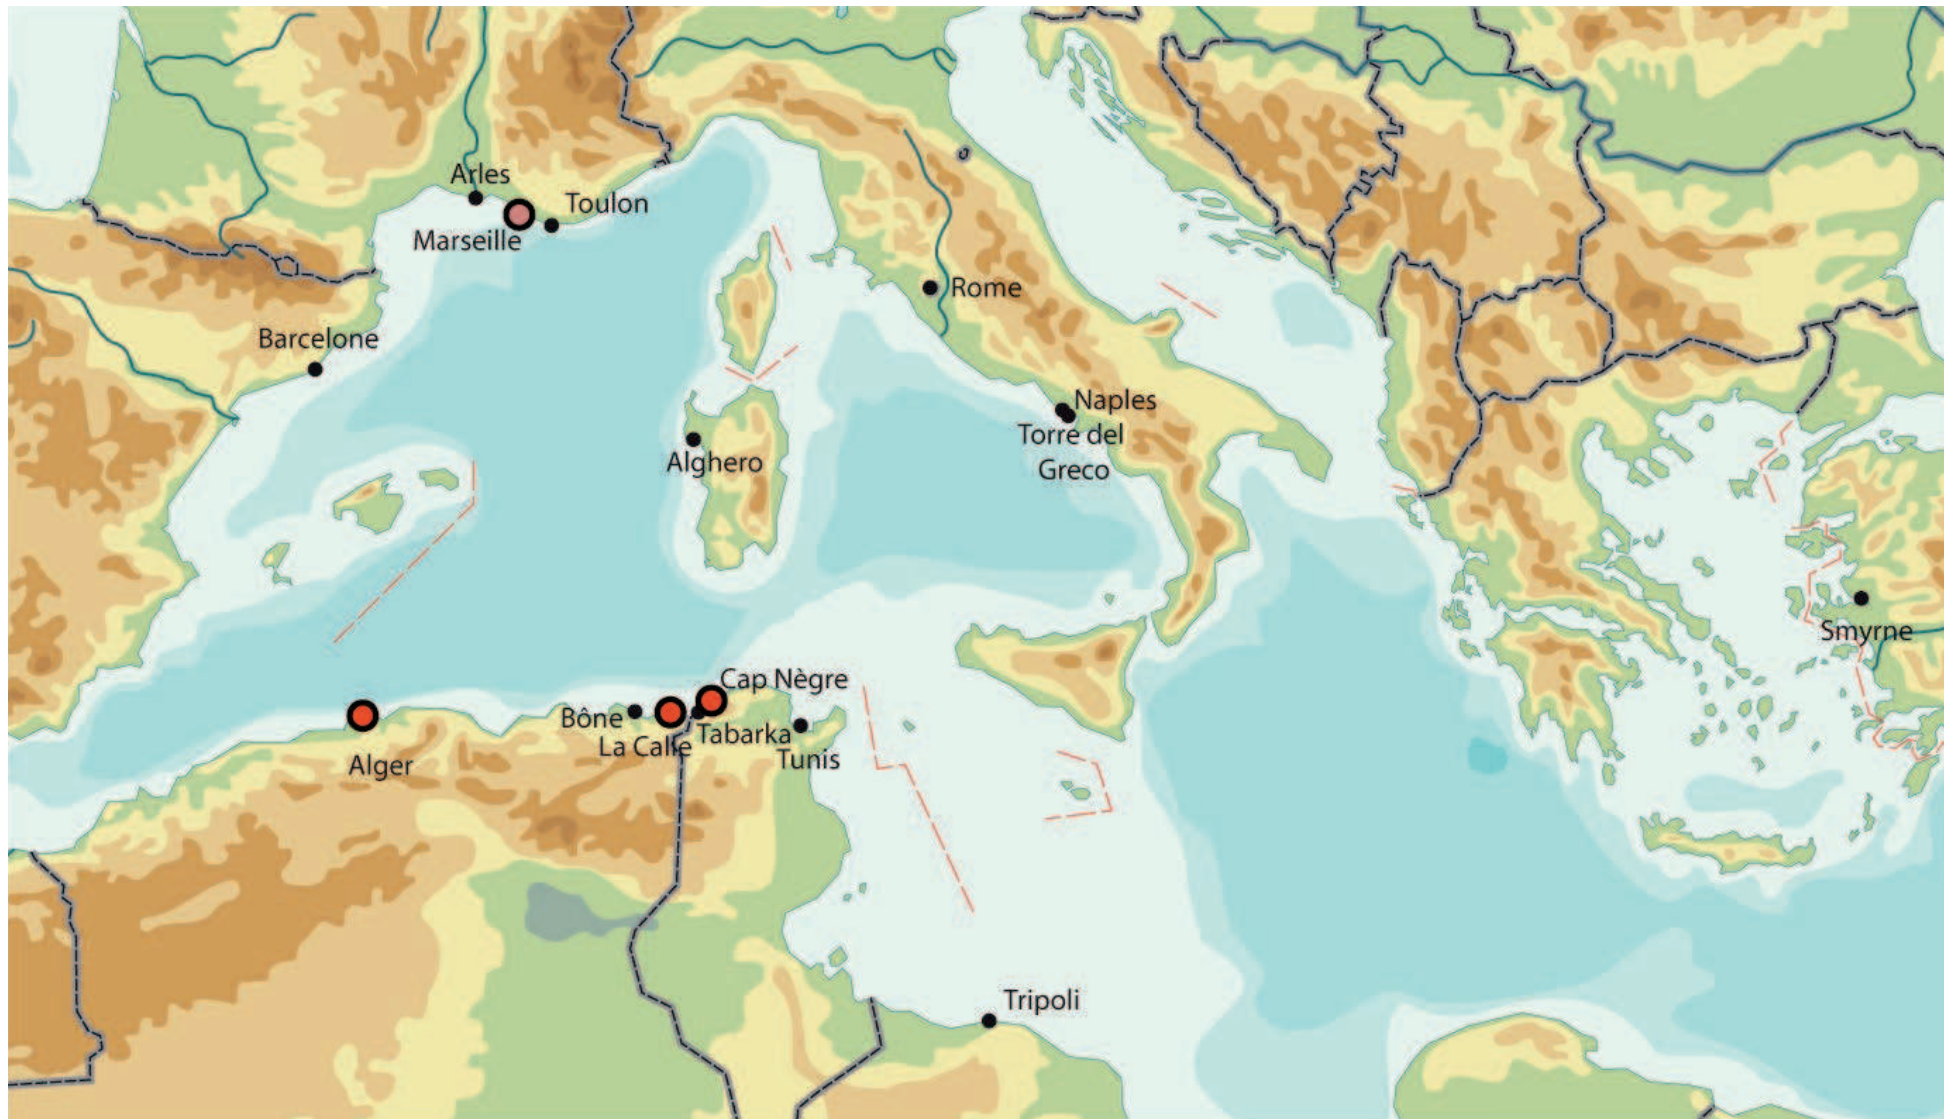 Arles
Toulon
Marseille
Rome
Barcelone
Naples
Torre del
Greco
Alghero
Smyrne
Cap Nègre
Bône
Tabarka
La Calle
Tunis
Alger
Tripoli